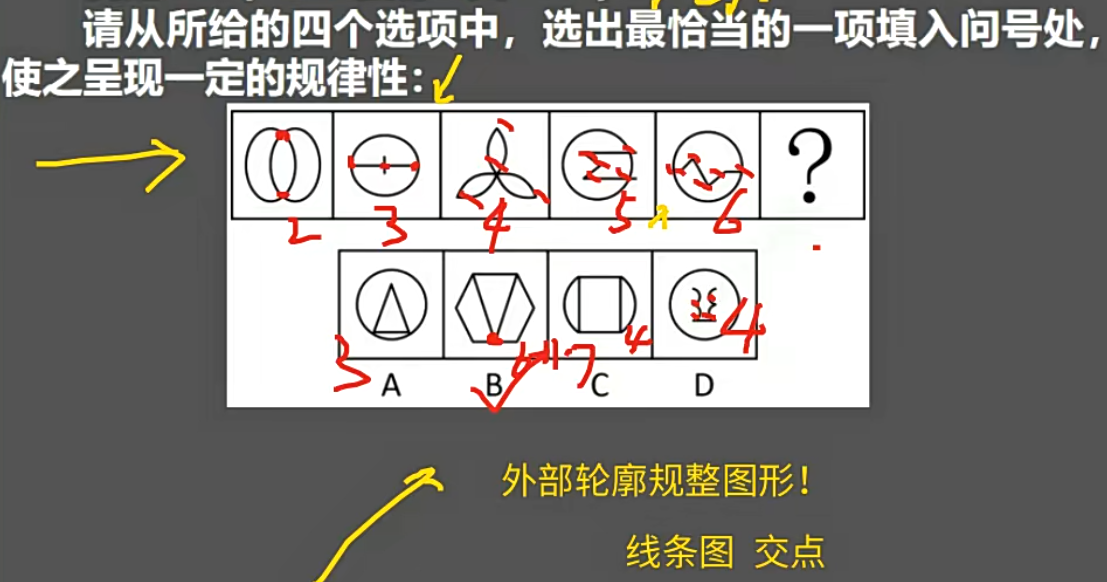 请从所给的四个选项中，选出最恰当的一项填入问号处，
使之呈现一定的规律性：
?
2 3 4 5 6
3 6+1 7 4 4
A B C D
外部轮廓规整图形！
线条图 交点